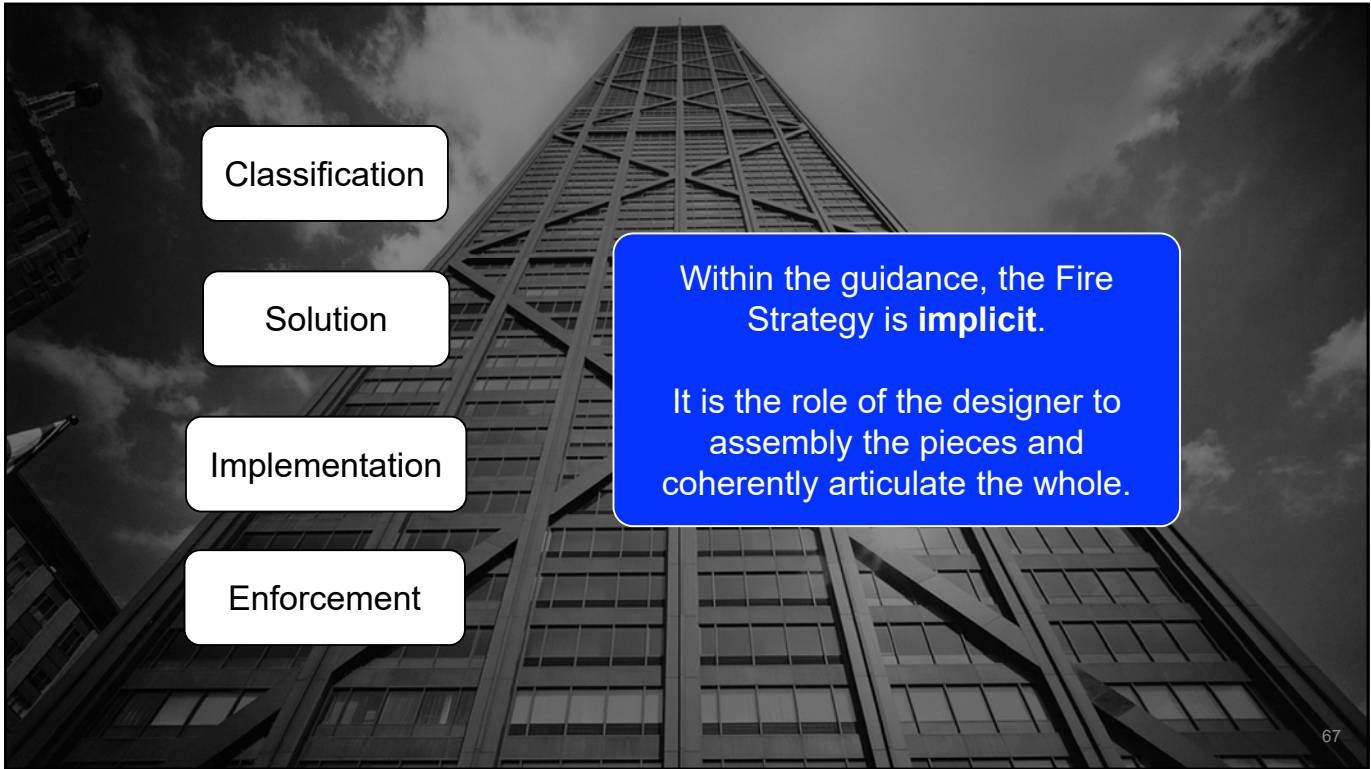 Classification
Solution
Implementation
Enforcement
Within the guidance, the Fire
Strategy is implicit.
It is the role of the designer to
assembly the pieces and
coherently articulate the whole.
67